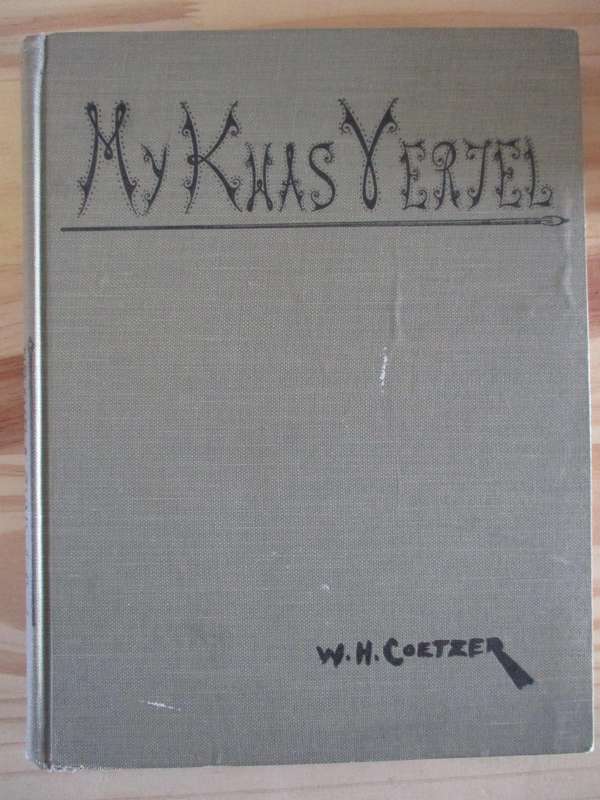 MY KWAS VERTEL
W.H. COETZER